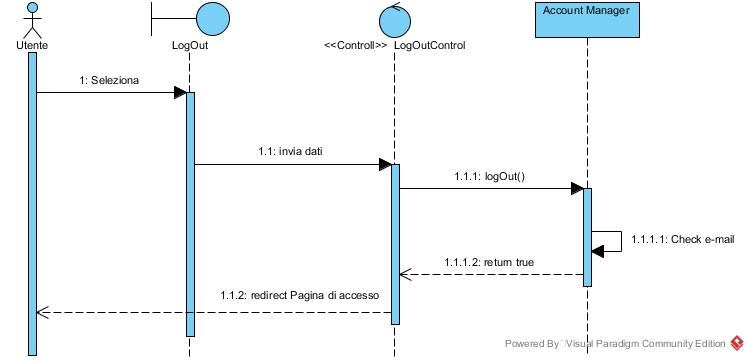 Account Manager
Utente
LogOut
<<Controll>> LogOutControl
1: Seleziona
1.1: invia dati
1.1.1: logOut()
1.1.1.1: Check e-mail
1.1.1.2: return true
1.1.2: redirect Pagina di accesso
Powered By Visual Paradigm Community Edition